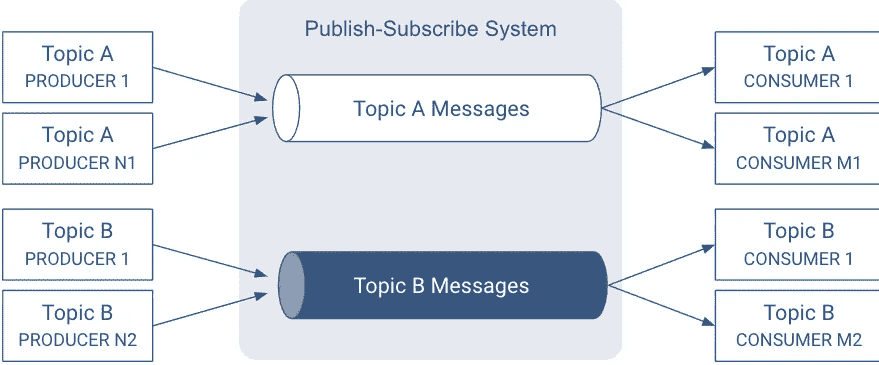 Publish-Subscribe System
Topic A
PRODUCER 1
Topic A
PRODUCER N1
Topic A Messages
Topic A
CONSUMER 1
Topic A
CONSUMER M1
Topic B
PRODUCER 1
Topic B
PRODUCER N2
Topic B Messages
Topic B
CONSUMER 1
Topic B
CONSUMER M2